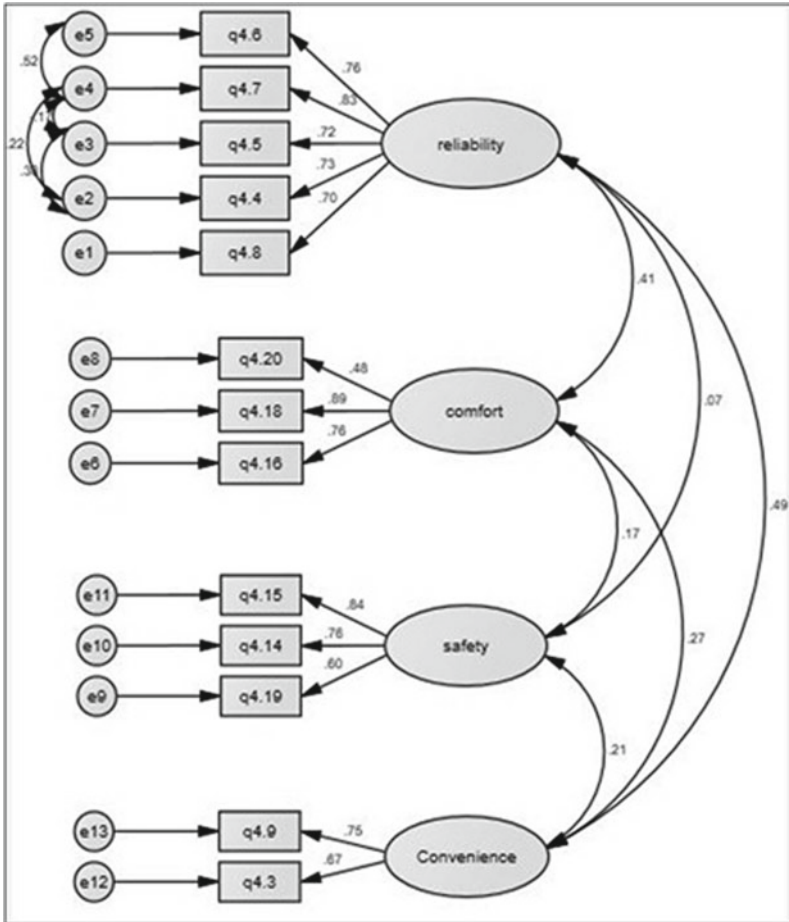 e5 q4.6 .76
.52
e4 q4.7 .83
e3 q4.5 .72 reliability
.22
e2 q4.4 .73
.70
e1 q4.8
.41
e8 q4.20 .48
.07
e7 q4.18 .89 comfort
e6 q4.16 .76
.49
.17
e11 q4.15 .84
e10 q4.14 .76 safety
.27
e9 q4.19 .60
.21
e13 q4.9 .75
Convenience
.67
e12 q4.3